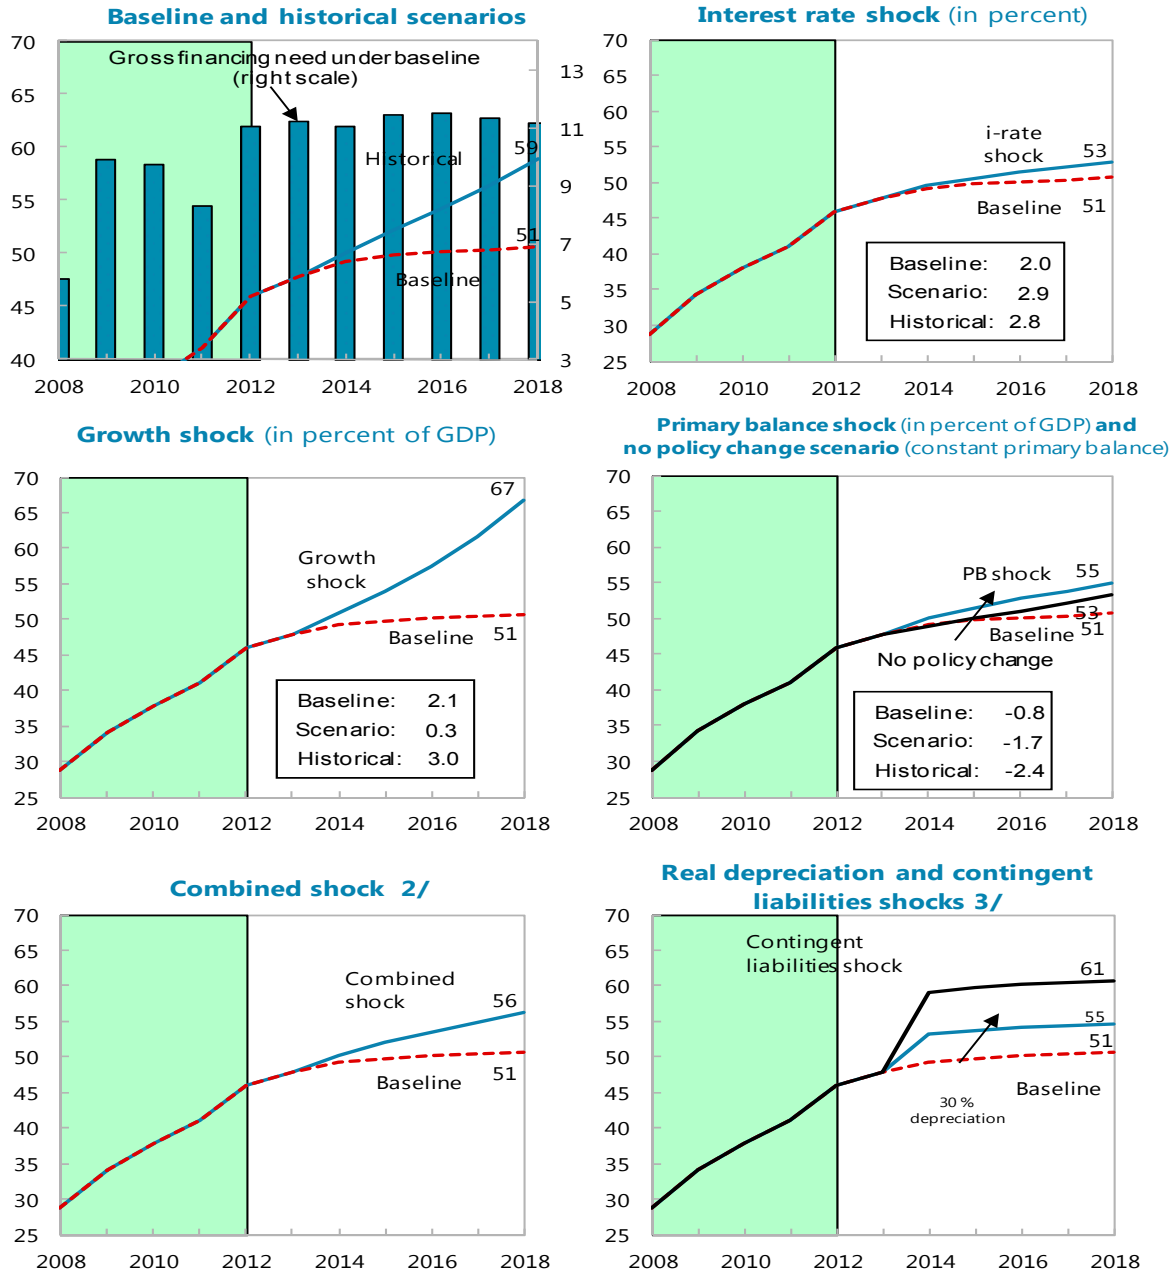 Baseline and historical scenarios
70
65
60
55
50
45
40
13
11
9
7
5
3
Gross financing need under baseline
(right scale)
Historical
59
51
Baseline
2008 2010 2012 2014 2016 2018
Interest rate shock (in percent)
70
65
60
55
50
45
40
35
30
25
i-rate
shock
53
Baseline
51
Baseline: 2.0
Scenario: 2.9
Historical: 2.8
2008 2010 2012 2014 2016 2018
Growth shock (in percent of GDP)
70
65
60
55
50
45
40
35
30
25
67
Growth
shock
Baseline
51
Baseline: 2.1
Scenario: 0.3
Historical: 3.0
2008 2010 2012 2014 2016 2018
Primary balance shock (in percent of GDP) and
no policy change scenario (constant primary balance)
70
65
60
55
50
45
40
35
30
25
PB shock
55
53
Baseline
51
No policy change
Baseline: -0.8
Scenario: -1.7
Historical: -2.4
2008 2010 2012 2014 2016 2018
Combined shock 2/
70
65
60
55
50
45
40
35
30
25
Combined
shock
56
Baseline
51
2008 2010 2012 2014 2016 2018
Real depreciation and contingent
liabilities shocks 3/
70
65
60
55
50
45
40
35
30
25
Contingent
liabilities shock
61
55
51
Baseline
30 %
depreciation
2008 2010 2012 2014 2016 2018